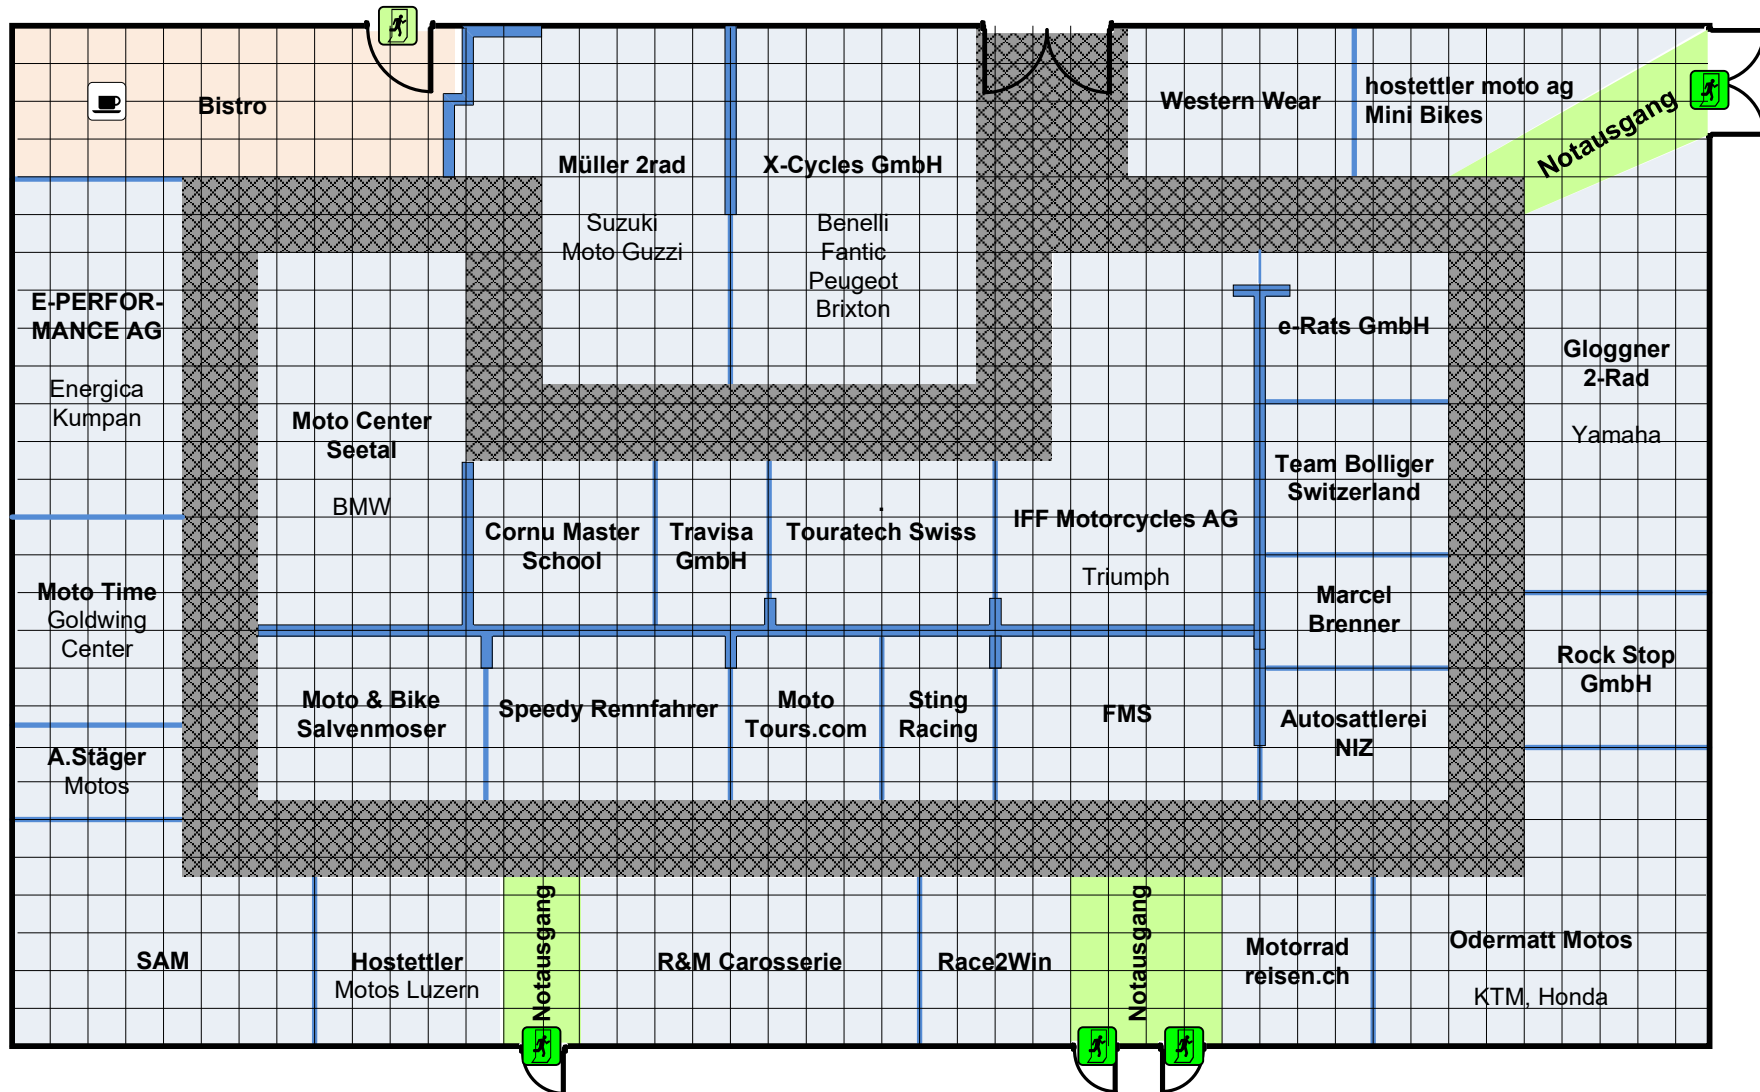 Bistro
Müller 2rad
Suzuki
Moto Guzzi
X-Cycles GmbH
Benelli
Fantic
Peugeot
Brixton
Western Wear
hostettler moto ag
Mini Bikes
Notausgang
E-PERFOR-
MANCE AG
Energica
Kumpan
Moto Center
Seetal
BMW
e-Rats GmbH
Gloggner
2-Rad
Yamaha
Team Bolliger
Switzerland
Cornu Master
School
Travisa
GmbH
.
Touratech Swiss
IFF Motorcycles AG
Triumph
Moto Time
Goldwing
Center
Marcel
Brenner
Rock Stop
GmbH
Moto & Bike
Salvenmoser
Speedy Rennfahrer
Moto
Tours.com
Sting
Racing
FMS
Autosattlerei
NIZ
A.Stäger
Motos
SAM
Hostettler
Motos Luzern
Notausgang
R&M Carosserie
Race2Win
Notausgang
Motorrad
reisen.ch
Odermatt Motos
KTM, Honda